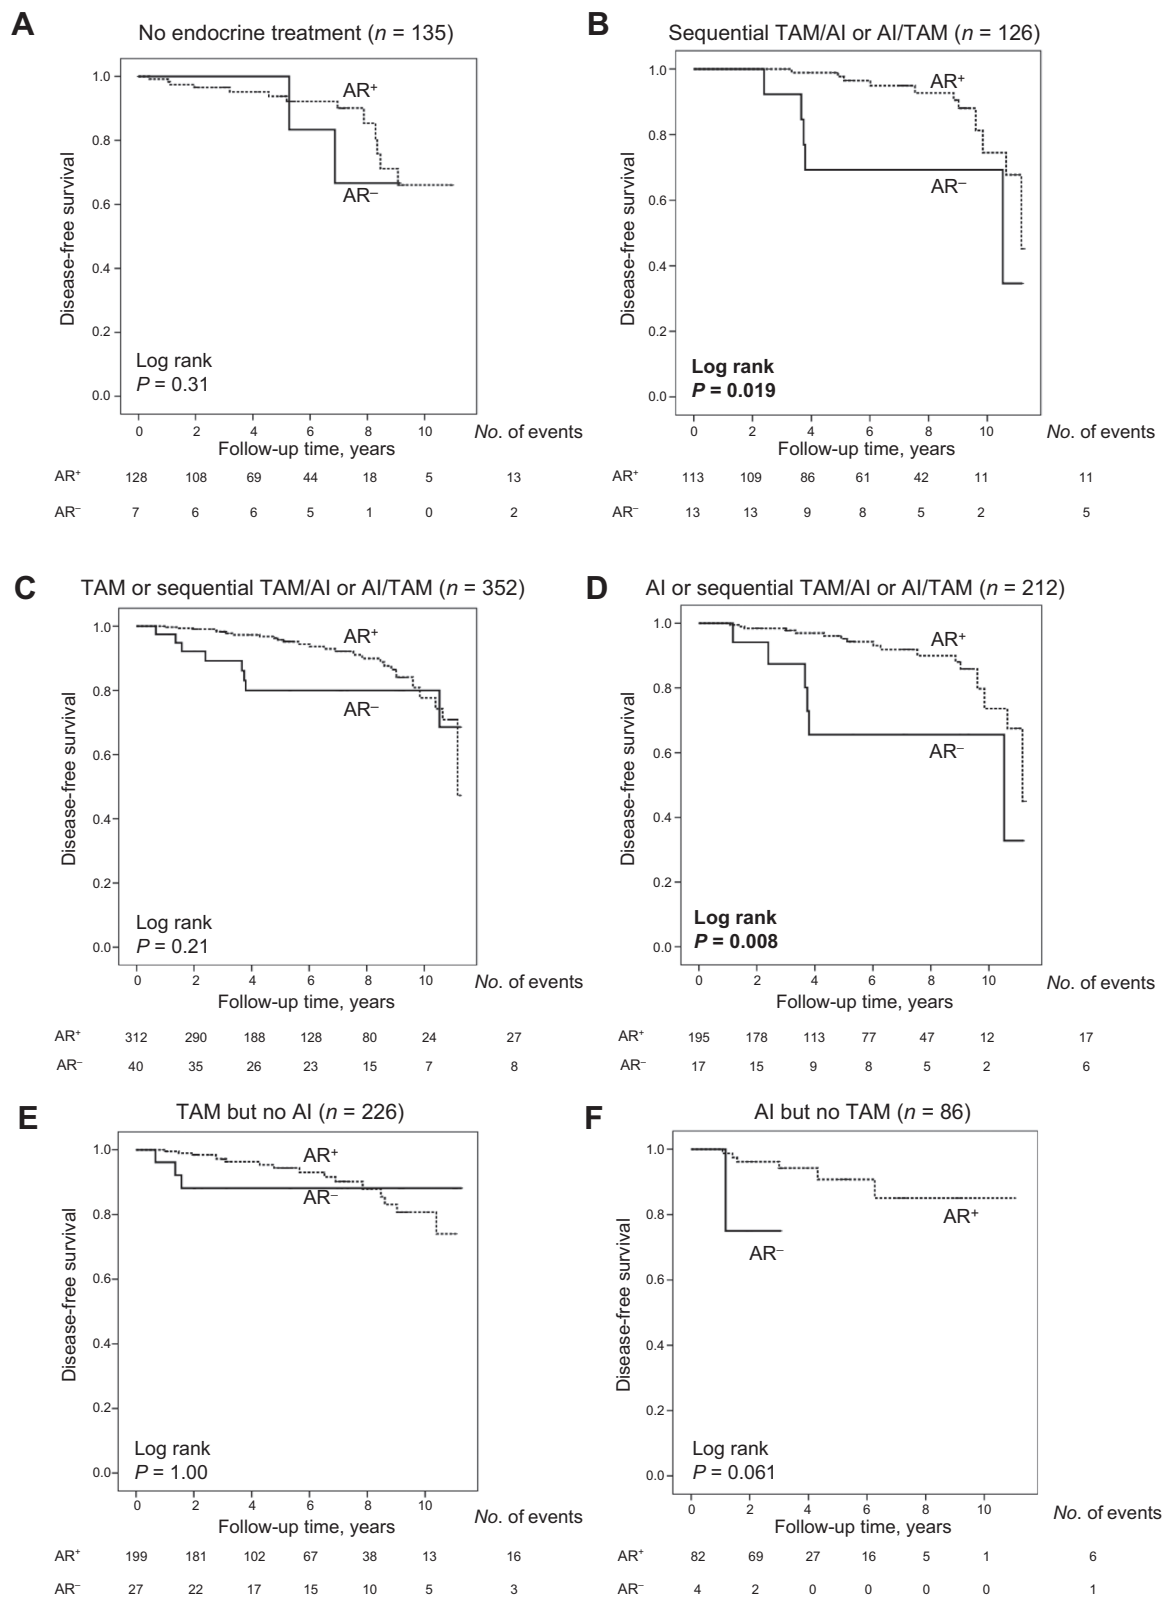 A
No endocrine treatment (n = 135)
1.0
0.8
0.6
0.4
0.2
0.0
Disease-free survival
AR+
AR–
Log rank
P = 0.31
0 2 4 6 8 10
Follow-up time, years
No. of events
AR+ 128 108 69 44 18 5 13
AR– 7 6 6 5 1 0 2
B
Sequential TAM/AI or AI/TAM (n = 126)
1.0
0.8
0.6
0.4
0.2
0.0
Disease-free survival
AR+
AR–
Log rank
P = 0.019
0 2 4 6 8 10
Follow-up time, years
No. of events
AR+ 113 109 86 61 42 11 11
AR– 13 13 9 8 5 2 5
C
TAM or sequential TAM/AI or AI/TAM (n = 352)
1.0
0.8
0.6
0.4
0.2
0.0
Disease-free survival
AR+
AR–
Log rank
P = 0.21
0 2 4 6 8 10
Follow-up time, years
No. of events
AR+ 312 290 188 128 80 24 27
AR– 40 35 26 23 15 7 8
D
AI or sequential TAM/AI or AI/TAM (n = 212)
1.0
0.8
0.6
0.4
0.2
0.0
Disease-free survival
AR+
AR–
Log rank
P = 0.008
0 2 4 6 8 10
Follow-up time, years
No. of events
AR+ 195 178 113 77 47 12 17
AR– 17 15 9 8 5 2 6
E
TAM but no AI (n = 226)
1.0
0.8
0.6
0.4
0.2
0.0
Disease-free survival
AR+
AR–
Log rank
P = 1.00
0 2 4 6 8 10
Follow-up time, years
No. of events
AR+ 199 181 102 67 38 13 16
AR– 27 22 17 15 10 5 3
F
AI but no TAM (n = 86)
1.0
0.8
0.6
0.4
0.2
0.0
Disease-free survival
AR+
AR–
Log rank
P = 0.061
0 2 4 6 8 10
Follow-up time, years
No. of events
AR+ 82 69 27 16 5 1 6
AR– 4 2 0 0 0 0 1